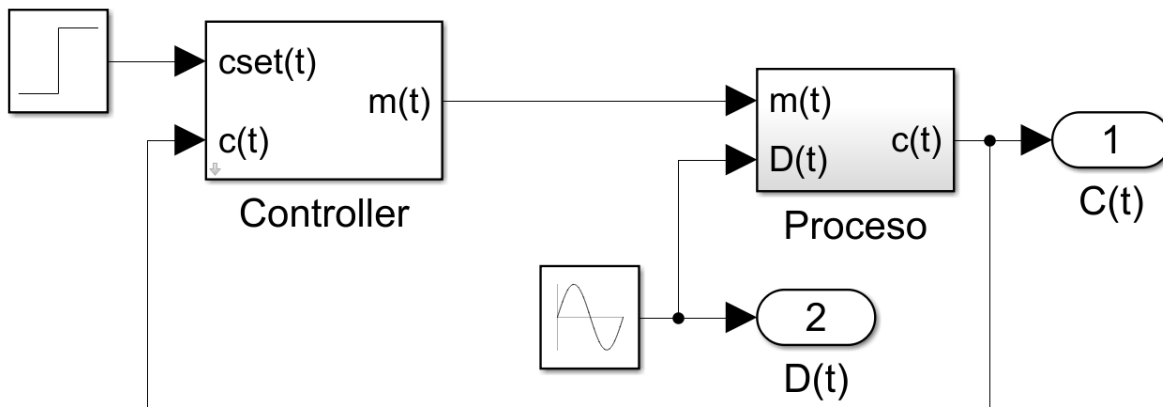 cset(t)
m(t)
c(t)
Controller
m(t)
D(t)
c(t)
Proceso
1
C(t)
2
D(t)